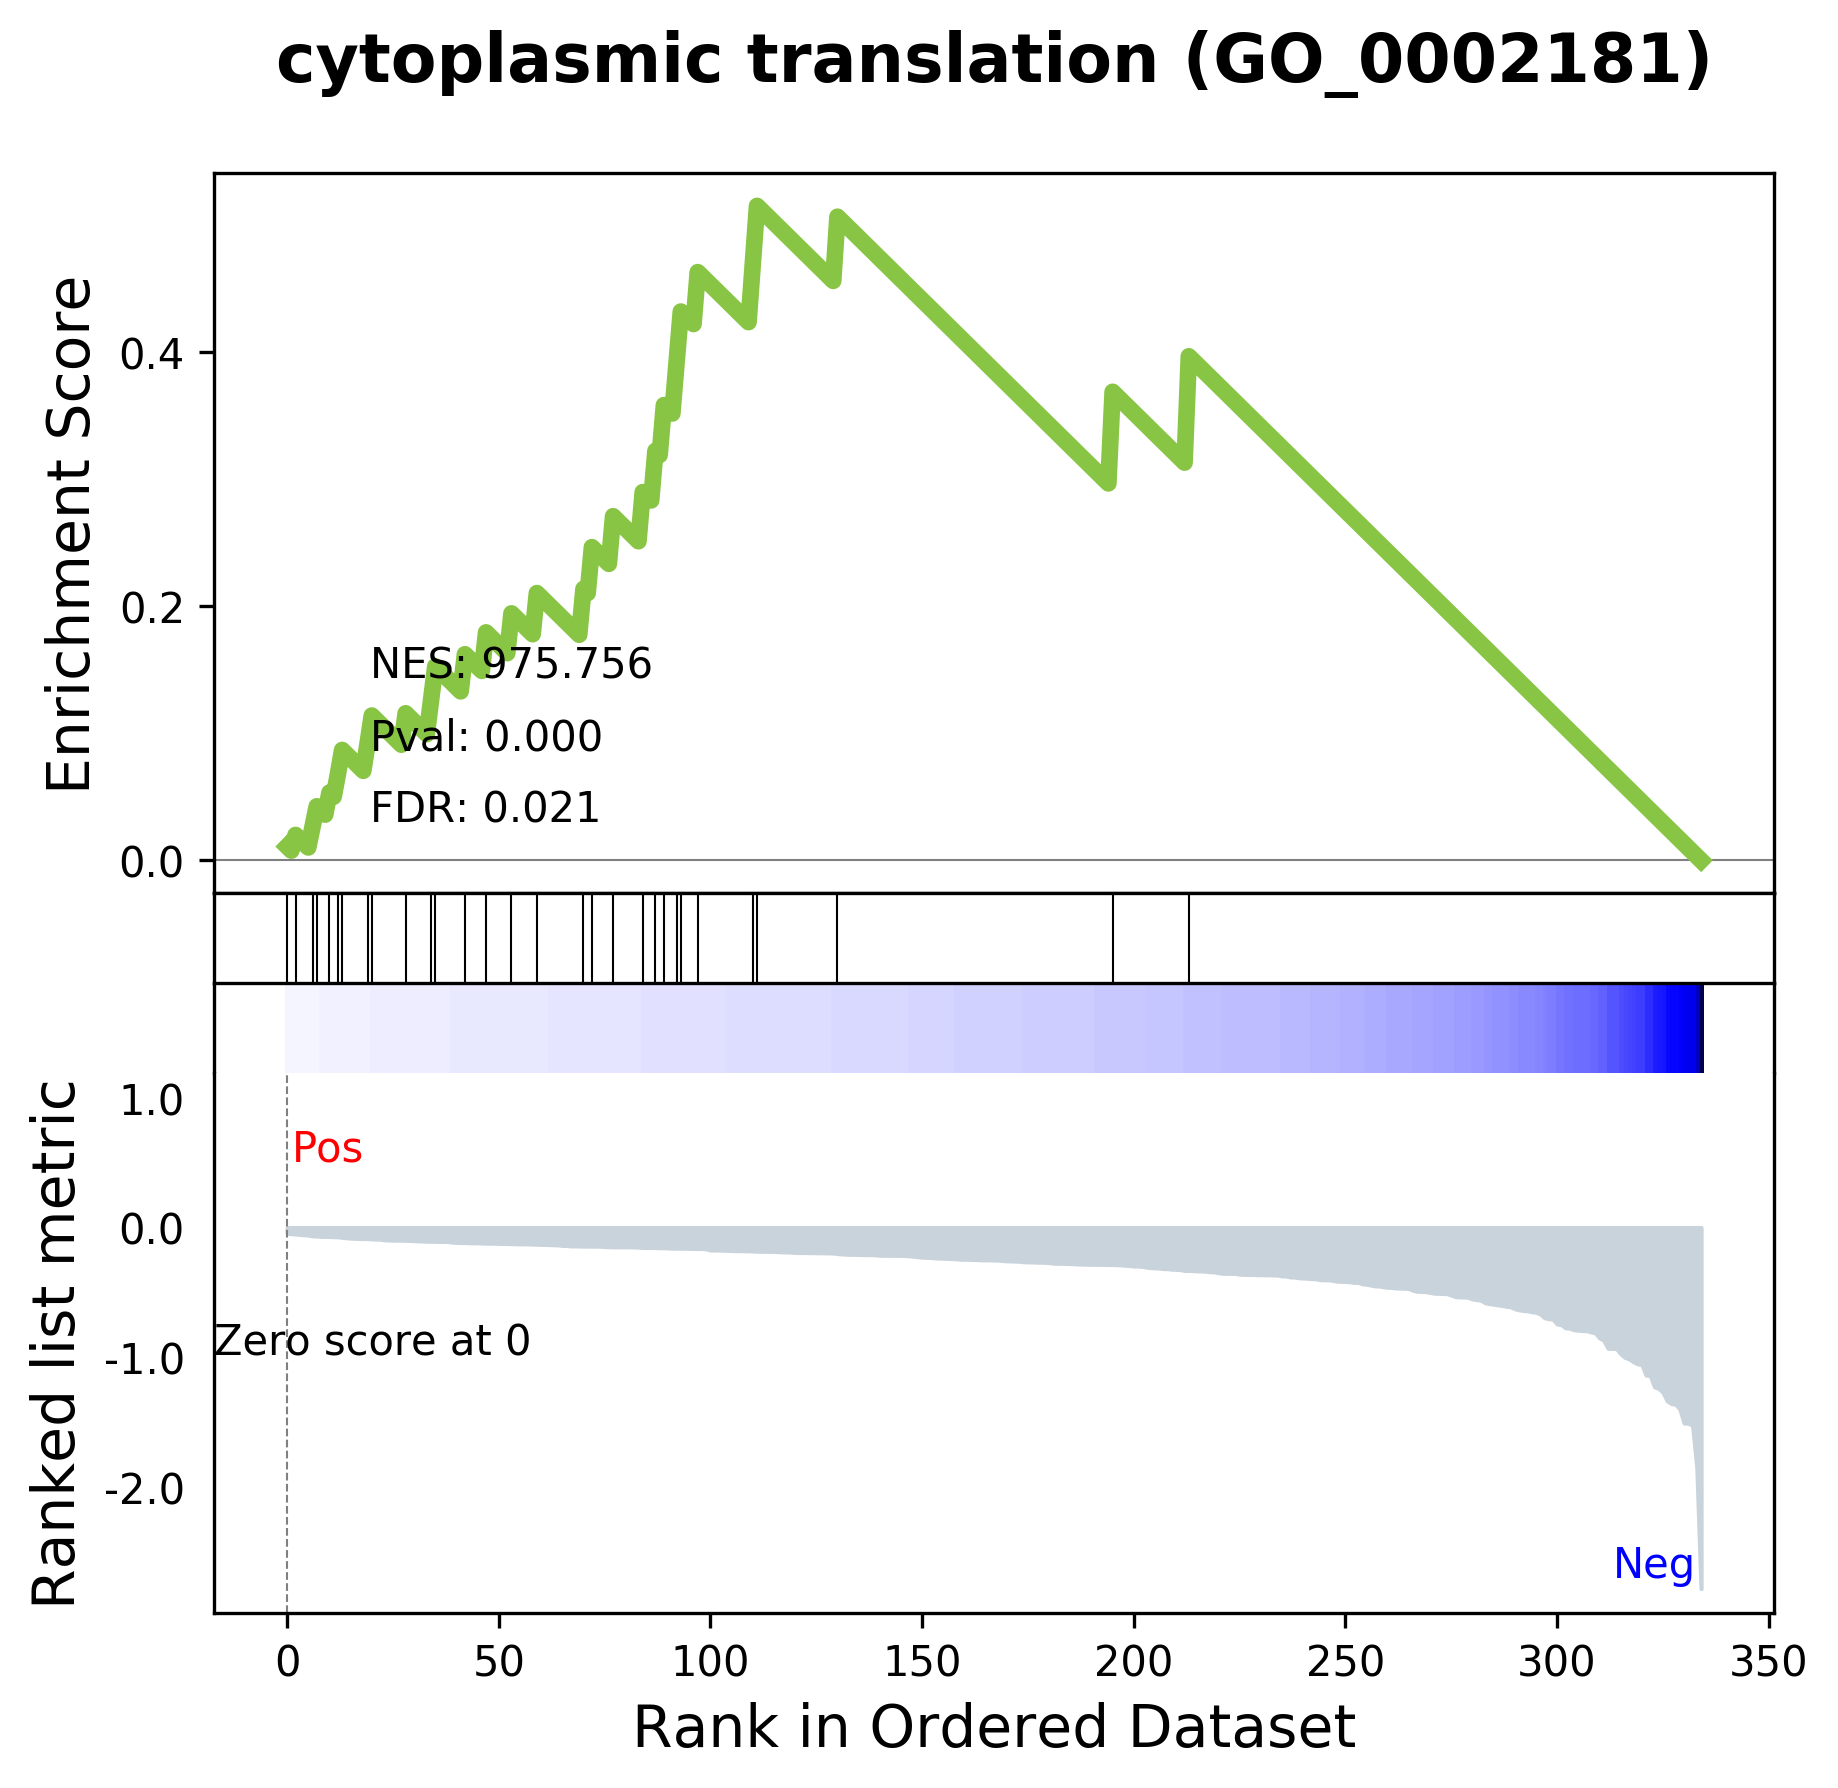 cytoplasmic translation (GO_0002181)
Enrichment Score
0.4
0.2
0.0
NES: 975.756
Pval: 0.000
FDR: 0.021
Ranked list metric
1.0
0.0
-1.0
-2.0
Pos
Zero score at 0
Neg
0 50 100 150 200 250 300 350
Rank in Ordered Dataset